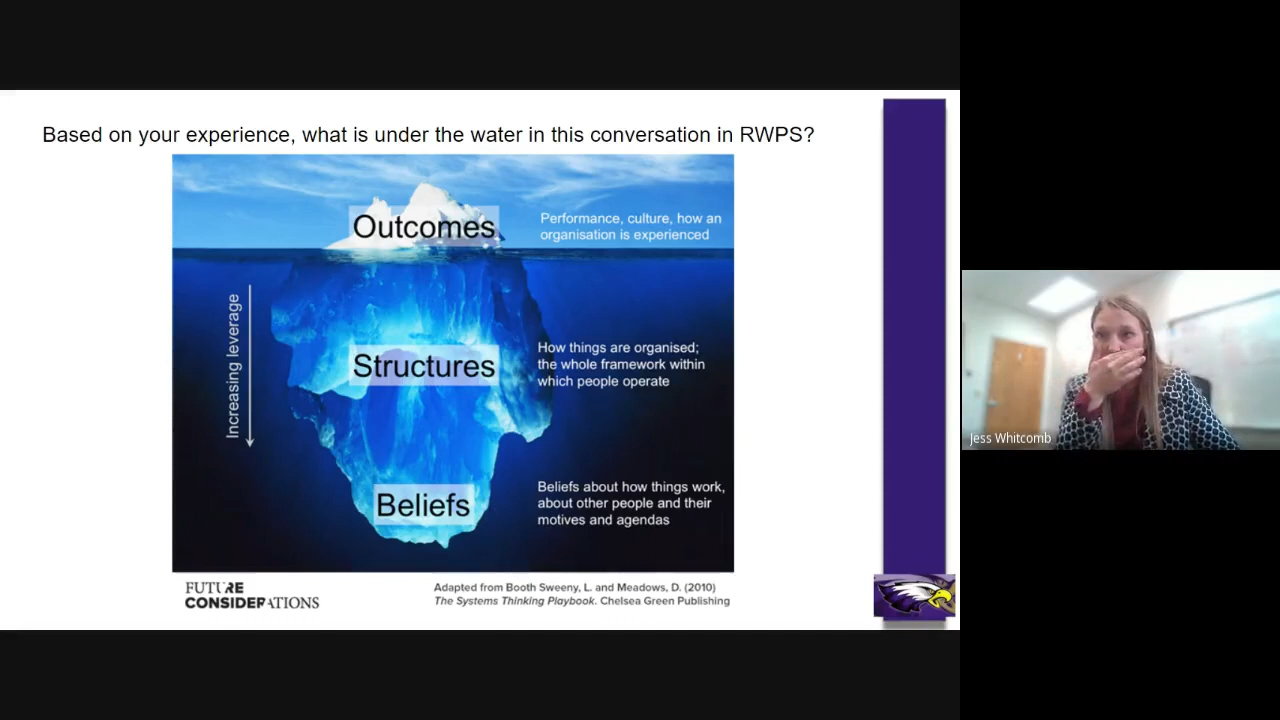 Based on your experience, what is under the water in this conversation in RWPS?
Outcomes
Performance, culture, how an
organisation is experienced
Increasing leverage
Structures
How things are organised;
the whole framework within
which people operate
Beliefs
Beliefs about how things work,
about other people and their
motives and agendas
FUTURE
CONSIDERATIONS
Adapted from Booth Sweeny, L. and Meadows, D. (2010)
The Systems Thinking Playbook. Chelsea Green Publishing
Jess Whitcomb